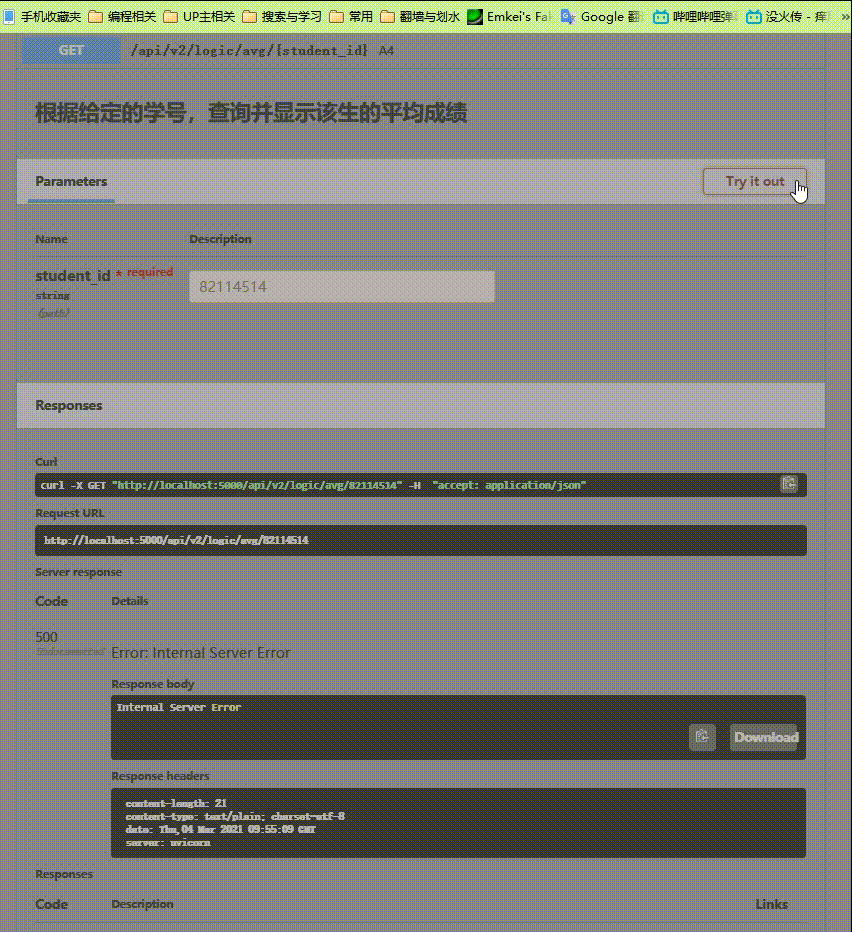 手机收藏夹 编程相关 UP主相关 搜索与学习 常用 翻墙与划水 Emkei's Fa Google 翻 哔哩哔哩弹 没火传 - 痒 »
GET /api/v2/logic/avg/{student_id} A4
根据给定的学号，查询并显示该生的平均成绩
Parameters Try it out
Name Description
student_id * required
string
(path)
82114514
Responses
Curl
curl -X GET "http://localhost:5000/api/v2/logic/avg/82114514" -H "accept: application/json"
Request URL
http://localhost:5000/api/v2/logic/avg/82114514
Server response
Code Details
500
Undocumented
Error: Internal Server Error
Response body
Internal Server Error
Download
Response headers
content-length: 21
content-type: text/plain; charset=utf-8
date: Thu,04 Mar 2021 09:55:09 GMT
server: uvicorn
Responses
Code Description Links